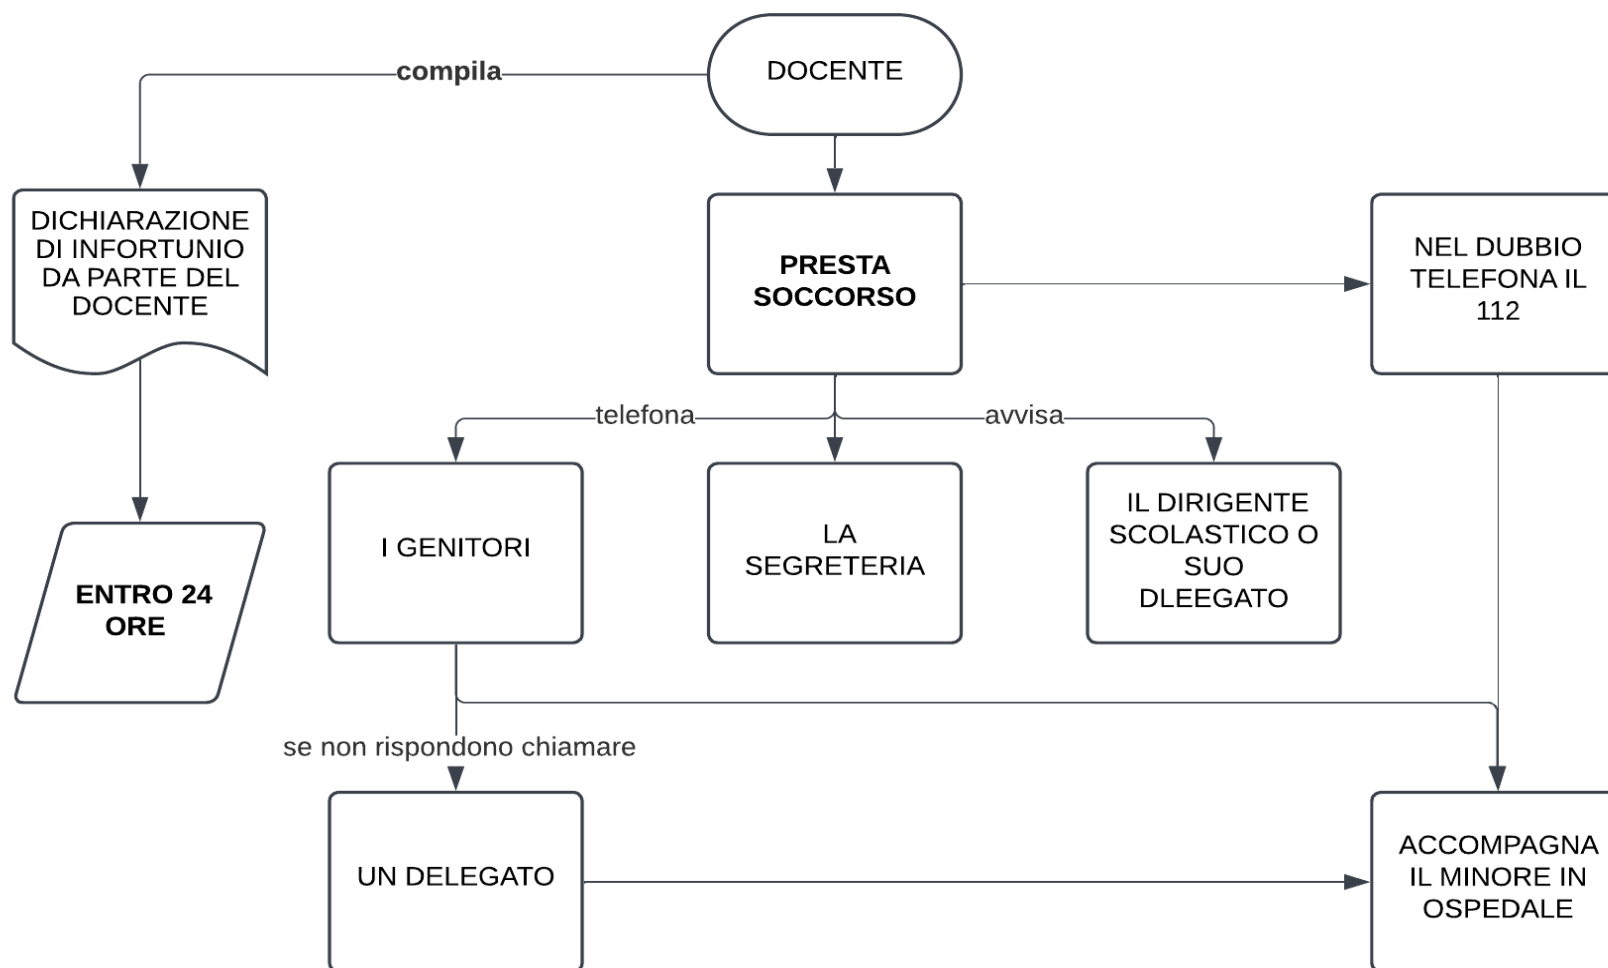 compila
DOCENTE
DICHIARAZIONE
DI INFORTUNIO
DA PARTE DEL
DOCENTE
PRESTA
SOCCORSO
NEL DUBBIO
TELEFONA IL
112
telefona
avvisa
ENTRO 24
ORE
I GENITORI
LA
SEGRETERIA
IL DIRIGENTE
SCOLASTICO O
SUO
DLEEGATO
se non rispondono chiamare
UN DELEGATO
ACCOMPAGNA
IL MINORE IN
OSPEDALE